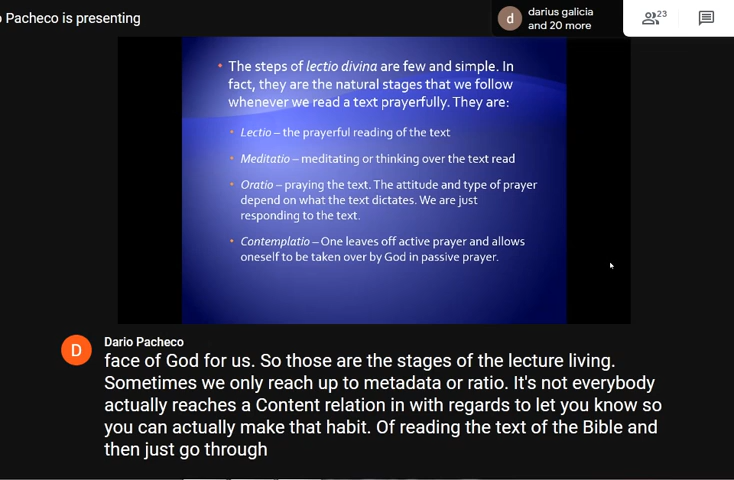 o Pacheco is presenting
d
darius galicia
and 20 more
23
• The steps of lectio divina are few and simple. In
fact, they are the natural stages that we follow
whenever we read a text prayerfully. They are:
• Lectio – the prayerful reading of the text
• Meditatio – meditating or thinking over the text read
• Oratio – praying the text. The attitude and type of prayer
depend on what the text dictates. We are just
responding to the text.
• Contemplatio – One leaves off active prayer and allows
oneself to be taken over by God in passive prayer.
D
Dario Pacheco
face of God for us. So those are the stages of the lecture living.
Sometimes we only reach up to metadata or ratio. It's not everybody
actually reaches a Content relation in with regards to let you know so
you can actually make that habit. Of reading the text of the Bible and
then just go through